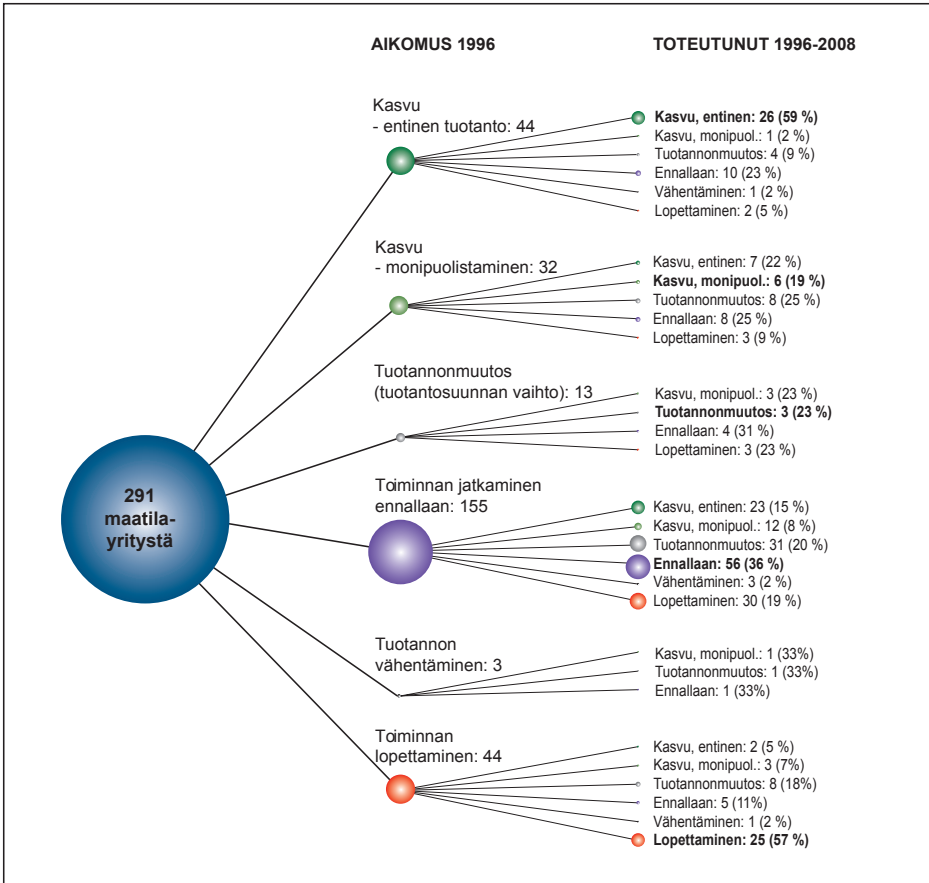 AIKOMUS 1996
TOTEUTUNUT 1996-2008
291
maatila-
yritystä
Kasvu
- entinen tuotanto: 44
Kasvu, entinen: 26 (59 %)
Kasvu, monipuol.: 1 (2 %)
Tuotannonmuutos: 4 (9 %)
Ennallaan: 10 (23 %)
Vähentäminen: 1 (2 %)
Lopettaminen: 2 (5 %)
Kasvu
- monipuolistaminen: 32
Kasvu, entinen: 7 (22 %)
Kasvu, monipuol.: 6 (19 %)
Tuotannonmuutos: 8 (25 %)
Ennallaan: 8 (25 %)
Lopettaminen: 3 (9 %)
Tuotannonmuutos
(tuotantosuunnan vaihto): 13
Kasvu, monipuol.: 3 (23 %)
Tuotannonmuutos: 3 (23 %)
Ennallaan: 4 (31 %)
Lopettaminen: 3 (23 %)
Toiminnan jatkaminen
ennallaan: 155
Kasvu, entinen: 23 (15 %)
Kasvu, monipuol.: 12 (8 %)
Tuotannonmuutos: 31 (20 %)
Ennallaan: 56 (36 %)
Vähentäminen: 3 (2 %)
Lopettaminen: 30 (19 %)
Tuotannon
vähentäminen: 3
Kasvu, monipuol.: 1 (33%)
Tuotannonmuutos: 1 (33%)
Ennallaan: 1 (33%)
Toiminnan
lopettaminen: 44
Kasvu, entinen: 2 (5 %)
Kasvu, monipuol.: 3 (7%)
Tuotannonmuutos: 8 (18%)
Ennallaan: 5 (11%)
Vähentäminen: 1 (2 %)
Lopettaminen: 25 (57 %)